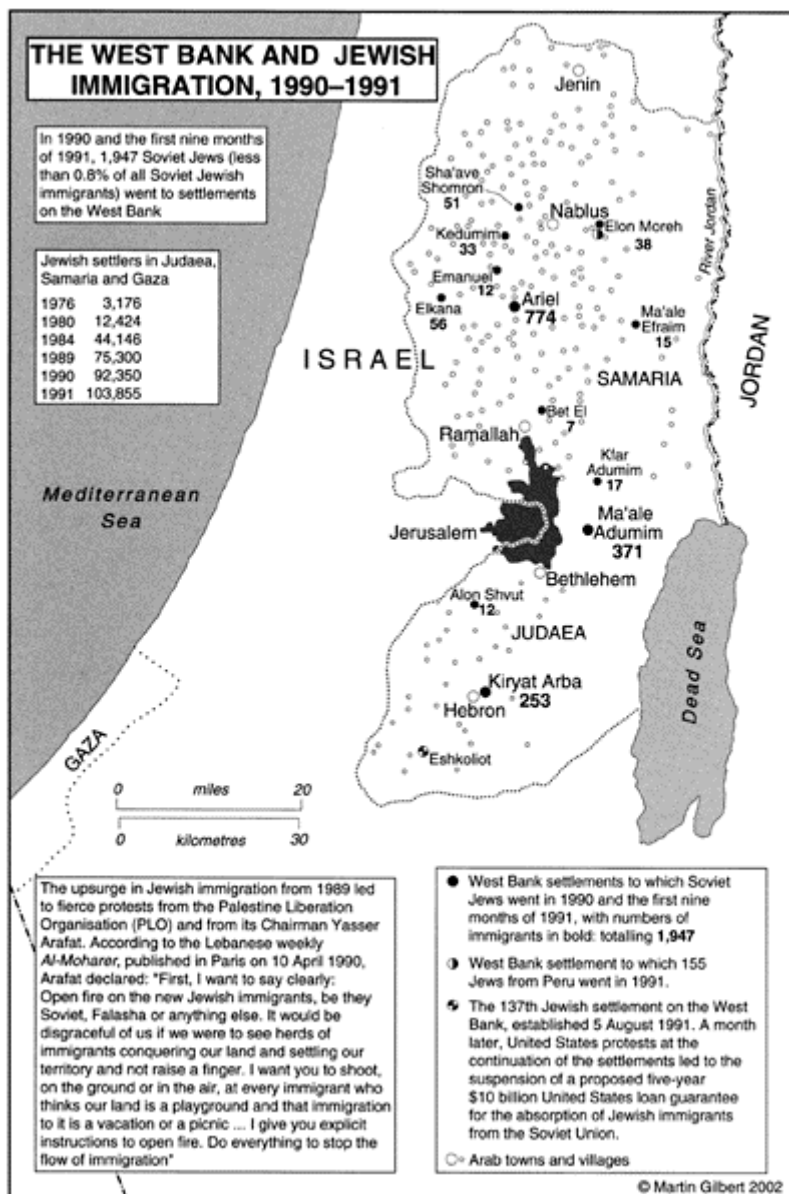 THE WEST BANK AND JEWISH
IMMIGRATION, 1990–1991
In 1990 and the first nine months
of 1991, 1,947 Soviet Jews (less
than 0.8% of all Soviet Jewish
immigrants) went to settlements
on the West Bank
Jewish settlers in Judaea,
Samaria and Gaza
1976 3,176
1980 12,424
1984 44,146
1989 75,300
1990 92,350
1991 103,855
Jenin
Sha'ave
Shomron
51
Nablus
Elon Moreh
38
Kedumim
33
Emanuel
12
Elkana
56
Ariel
774
Ma'ale
Efraim
15
River Jordan
ISRAEL
SAMARIA
JORDAN
Bet El
7
Ramallah
Kfar
Adumim
17
Mediterranean
Sea
Jerusalem
Ma'ale
Adumim
371
Bethlehem
Alon Shvut
12
JUDAEA
Dead Sea
Kiryat Arba
253
Hebron
Eshkoliot
GAZA
0 miles 20
0 kilometres 30
The upsurge in Jewish immigration from 1989 led
to fierce protests from the Palestine Liberation
Organisation (PLO) and from its Chairman Yasser
Arafat. According to the Lebanese weekly
Al-Moharer, published in Paris on 10 April 1990,
Arafat declared: "First, I want to say clearly:
Open fire on the new Jewish immigrants, be they
Soviet, Falasha or anything else. It would be
disgraceful of us if we were to see herds of
immigrants conquering our land and settling our
territory and not raise a finger. I want you to shoot,
on the ground or in the air, at every immigrant who
thinks our land is a playground and that immigration
to it is a vacation or a picnic ... I give you explicit
instructions to open fire. Do everything to stop the
flow of immigration"
West Bank settlements to which Soviet
Jews went in 1990 and the first nine
months of 1991, with numbers of
immigrants in bold: totalling 1,947
West Bank settlement to which 155
Jews from Peru went in 1991.
The 137th Jewish settlement on the West
Bank, established 5 August 1991. A month
later, United States protests at the
continuation of the settlements led to the
suspension of a proposed five-year
$10 billion United States loan guarantee
for the absorption of Jewish immigrants
from the Soviet Union.
Arab towns and villages
© Martin Gilbert 2002